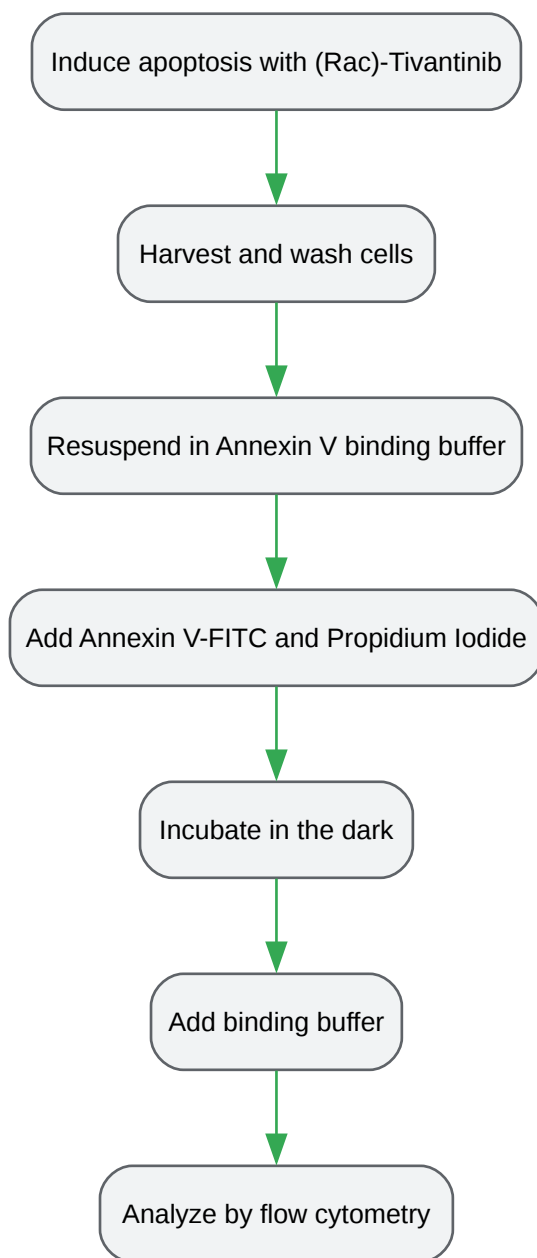 Induce apoptosis with (Rac)-Tivantinib
Harvest and wash cells
Resuspend in Annexin V binding buffer
Add Annexin V-FITC and Propidium Iodide
Incubate in the dark
Add binding buffer
Analyze by flow cytometry